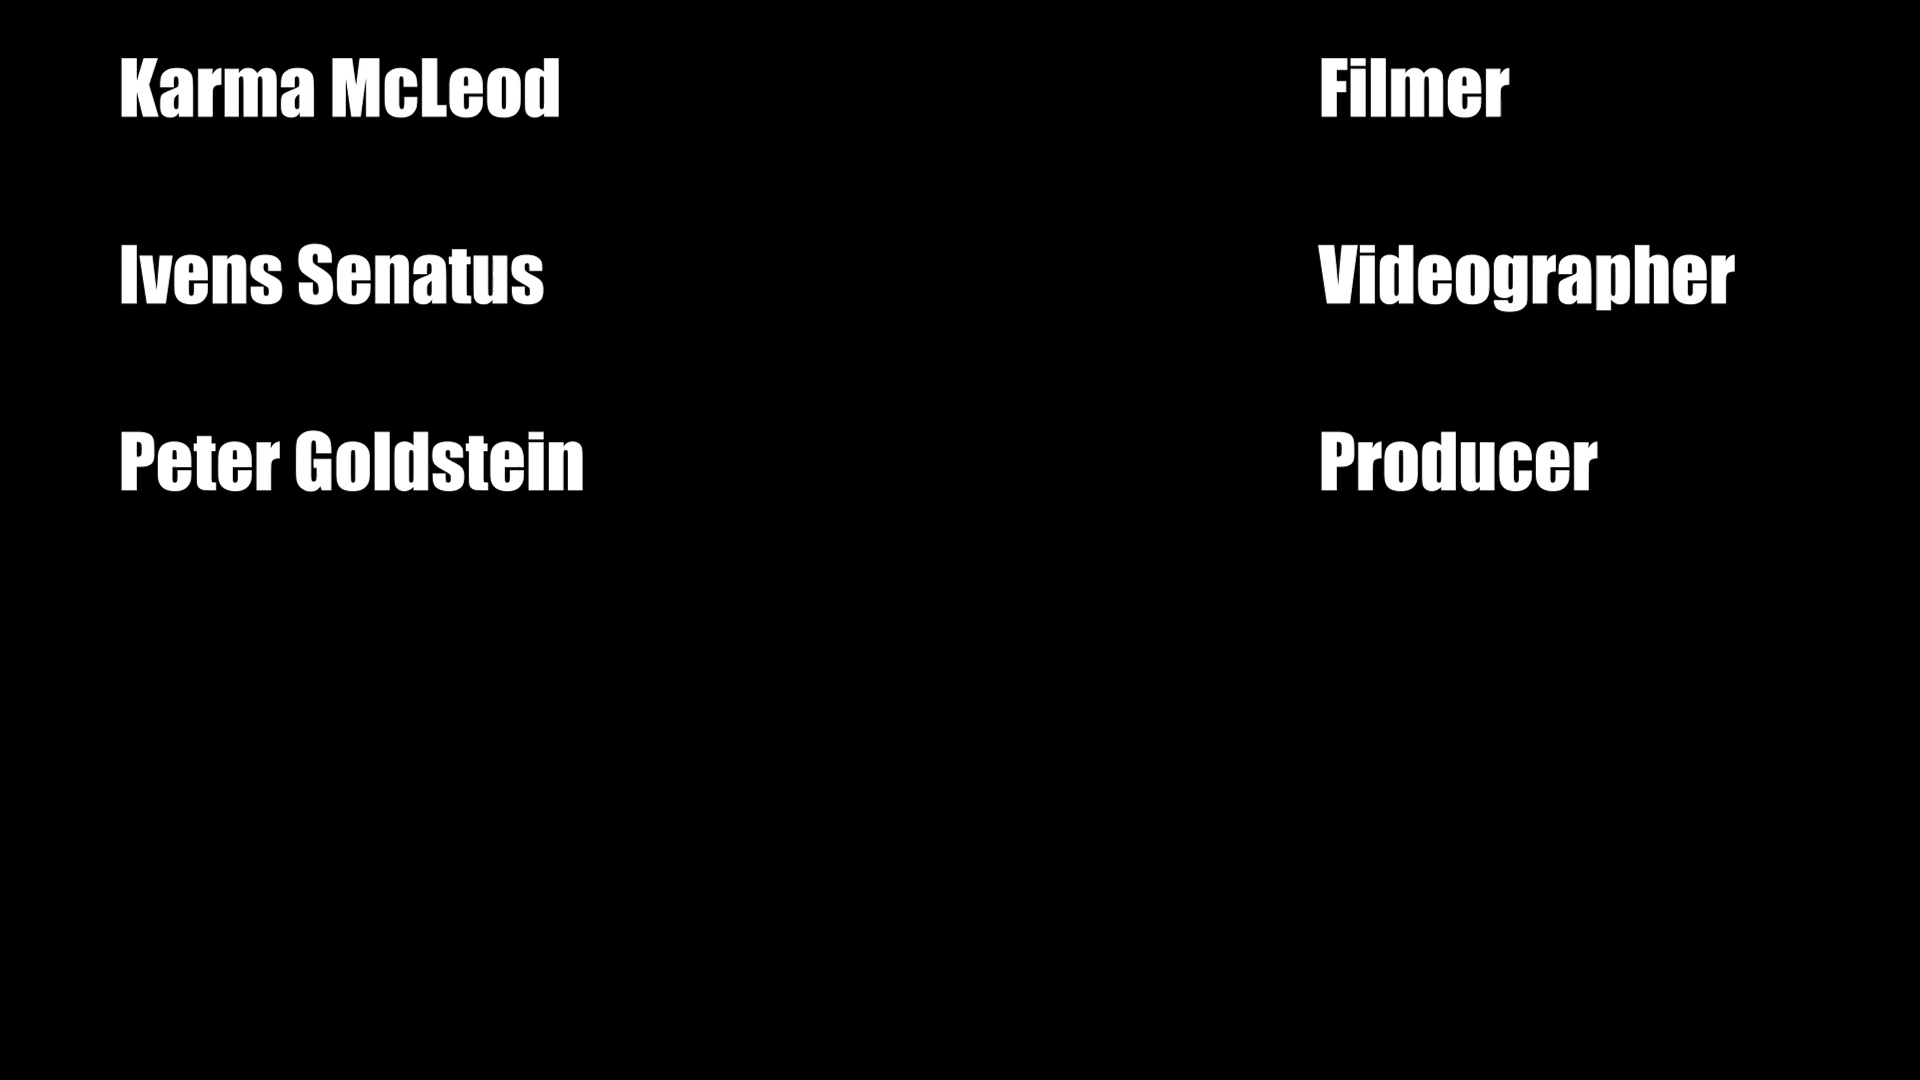 Karma McLeod Filmer
Ivens Senatus Videographer
Peter Goldstein Producer